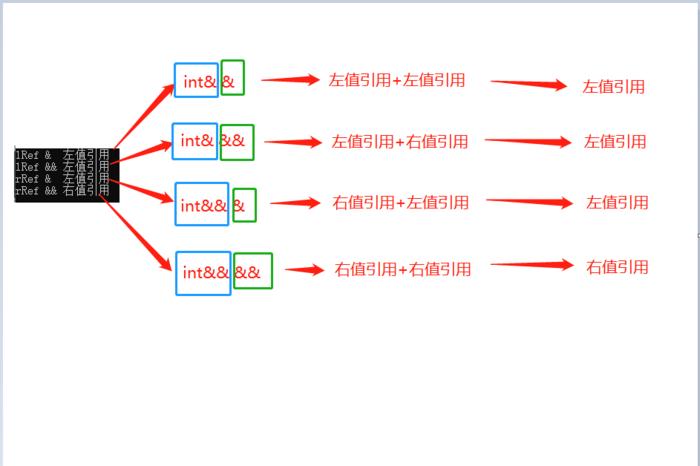 int& & 左值引用+左值引用 左值引用
int& && 左值引用+右值引用 左值引用
lRef & 左值引用
lRef && 左值引用
rRef & 左值引用
rRef && 右值引用
int&& & 右值引用+左值引用 左值引用
int&& && 右值引用+右值引用 右值引用